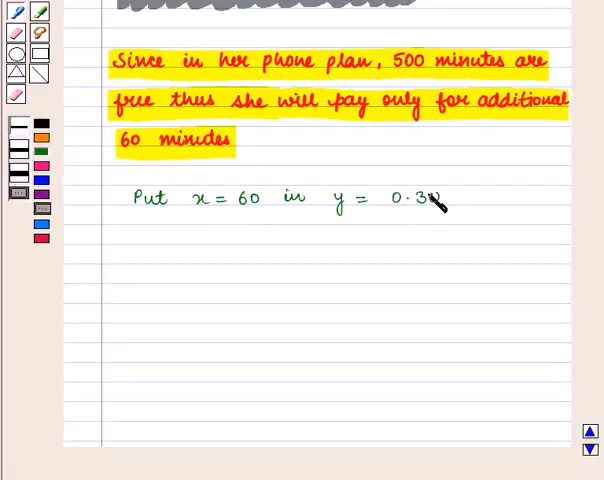 Since in her phone plan, 500 minutes are
free thus she will pay only for additional
60 minutes
Put x = 60 in y = 0.3